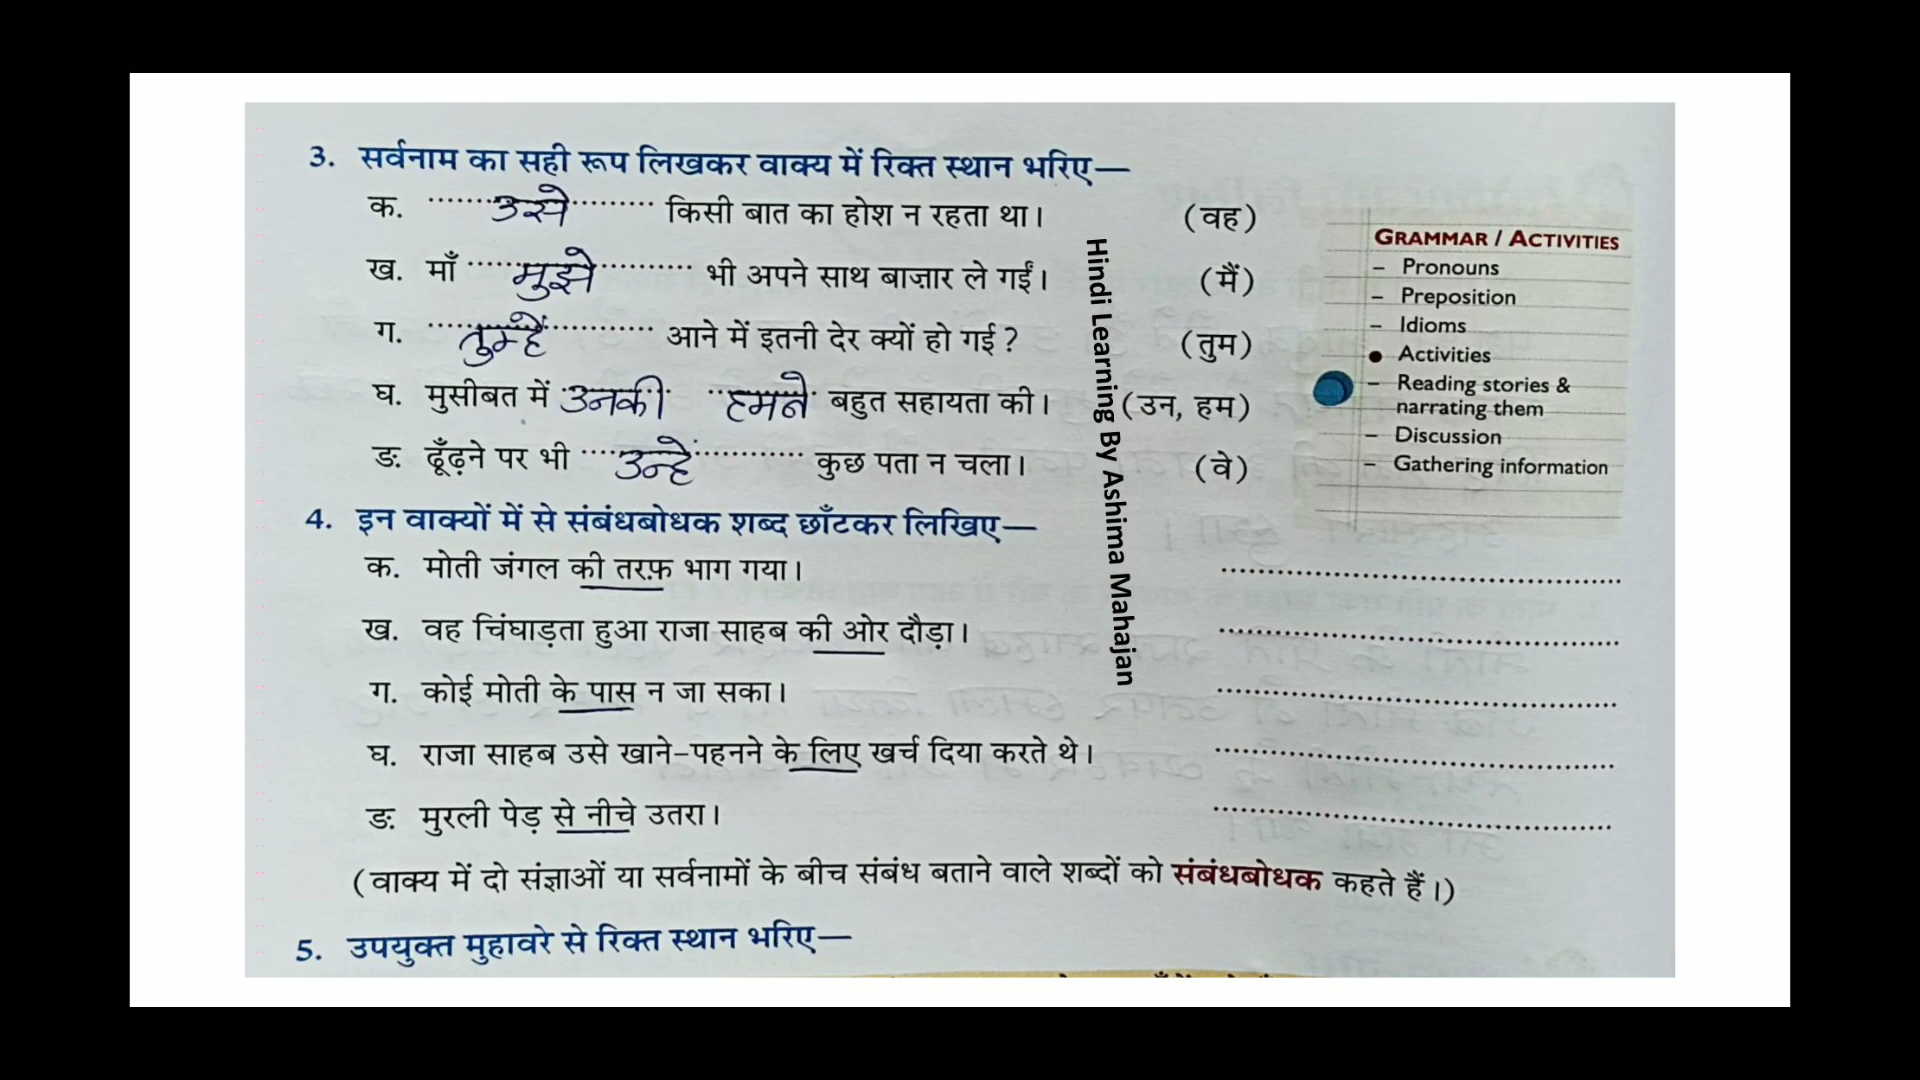 3. सर्वनाम का सही रूप लिखकर वाक्य में रिक्त स्थान भरिए—
क. उसे किसी बात का होश न रहता था। (वह)
ख. माँ मुझे भी अपने साथ बाज़ार ले गईं। (मैं)
ग. तुम्हें आने में इतनी देर क्यों हो गई? (तुम)
घ. मुसीबत में उनकी हमने बहुत सहायता की। (उन, हम)
ङ. ढूँढ़ने पर भी उन्हें कुछ पता न चला। (वे)
GRAMMAR / ACTIVITIES
– Pronouns
– Preposition
– Idioms
● Activities
– Reading stories &
narrating them
– Discussion
– Gathering information
Hindi Learning By Ashima Mahajan
4. इन वाक्यों में से संबंधबोधक शब्द छाँटकर लिखिए—
क. मोती जंगल की तरफ़ भाग गया।
ख. वह चिंघाड़ता हुआ राजा साहब की ओर दौड़ा।
ग. कोई मोती के पास न जा सका।
घ. राजा साहब उसे खाने-पहनने के लिए खर्च दिया करते थे।
ङ. मुरली पेड़ से नीचे उतरा।
(वाक्य में दो संज्ञाओं या सर्वनामों के बीच संबंध बताने वाले शब्दों को संबंधबोधक कहते हैं।)
5. उपयुक्त मुहावरे से रिक्त स्थान भरिए—